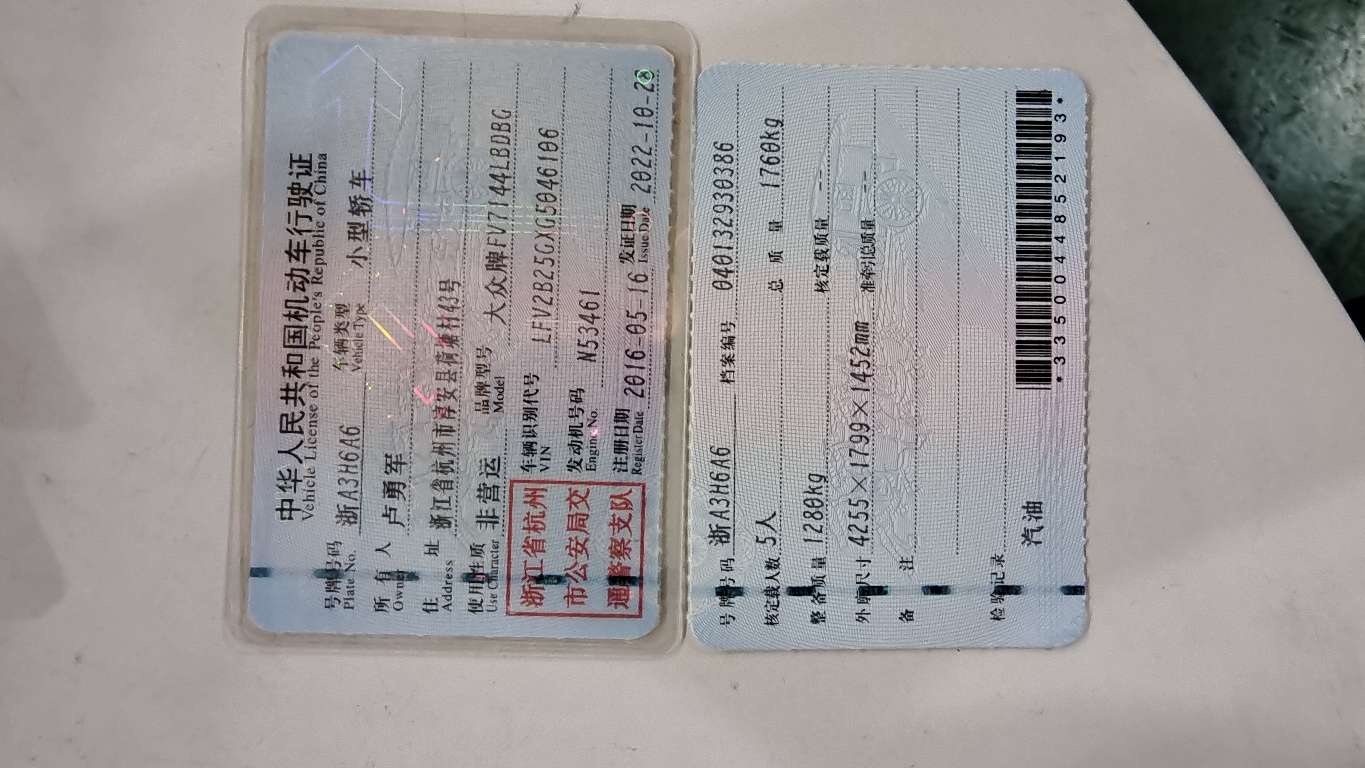 中华人民共和国机动车行驶证
Vehicle License of the People's Republic of China
号牌号码 浙A3H6A6 车辆类型 小型轿车
Plate No. Vehicle Type
所有人 卢勇军
Owner
住址 浙江省杭州市淳安县荷塘村43号
Address
使用性质 非营运 品牌型号 大众牌FV7144LBDBG
Use Character Model
浙江省杭州
市公安局交
通警察支队
车辆识别代号 LFV2B25GXG5046106
VIN
发动机号码 N53461
Engine No.
注册日期 2016-05-16 发证日期 2022-10-28
Register Date Issue Date
号牌号码 浙A3H6A6 档案编号 040132930386
核定载人数 5人 总质量 1760kg
整备质量 1280kg 核定载质量 --
外廓尺寸 4255×1799×1452mm 准牵引总质量 --
备注
检验记录
汽油
*3350048852193*